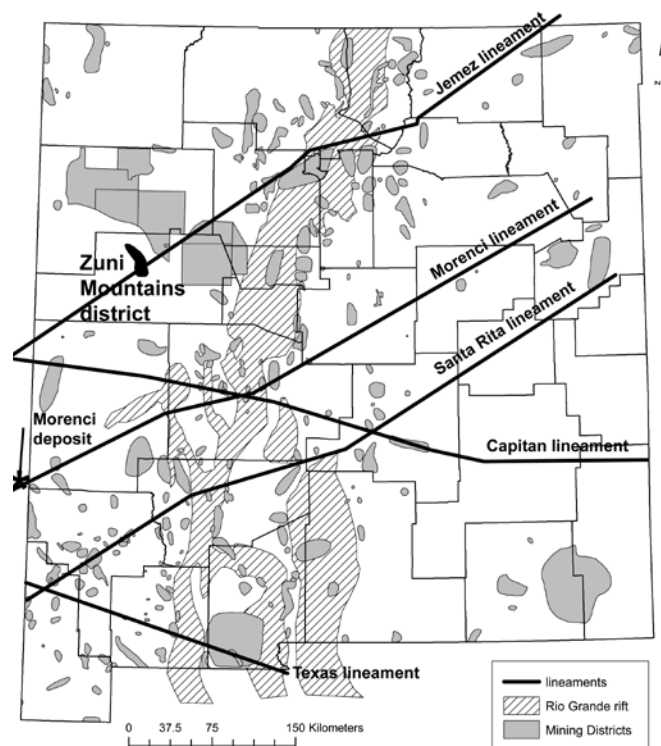 Jemez lineament
Morenci lineament
Zuni
Mountains
district
Santa Rita lineament
Morenci
deposit
Capitan lineament
Texas lineament
lineaments
Rio Grande rift
Mining Districts
0 37.5 75 150 Kilometers